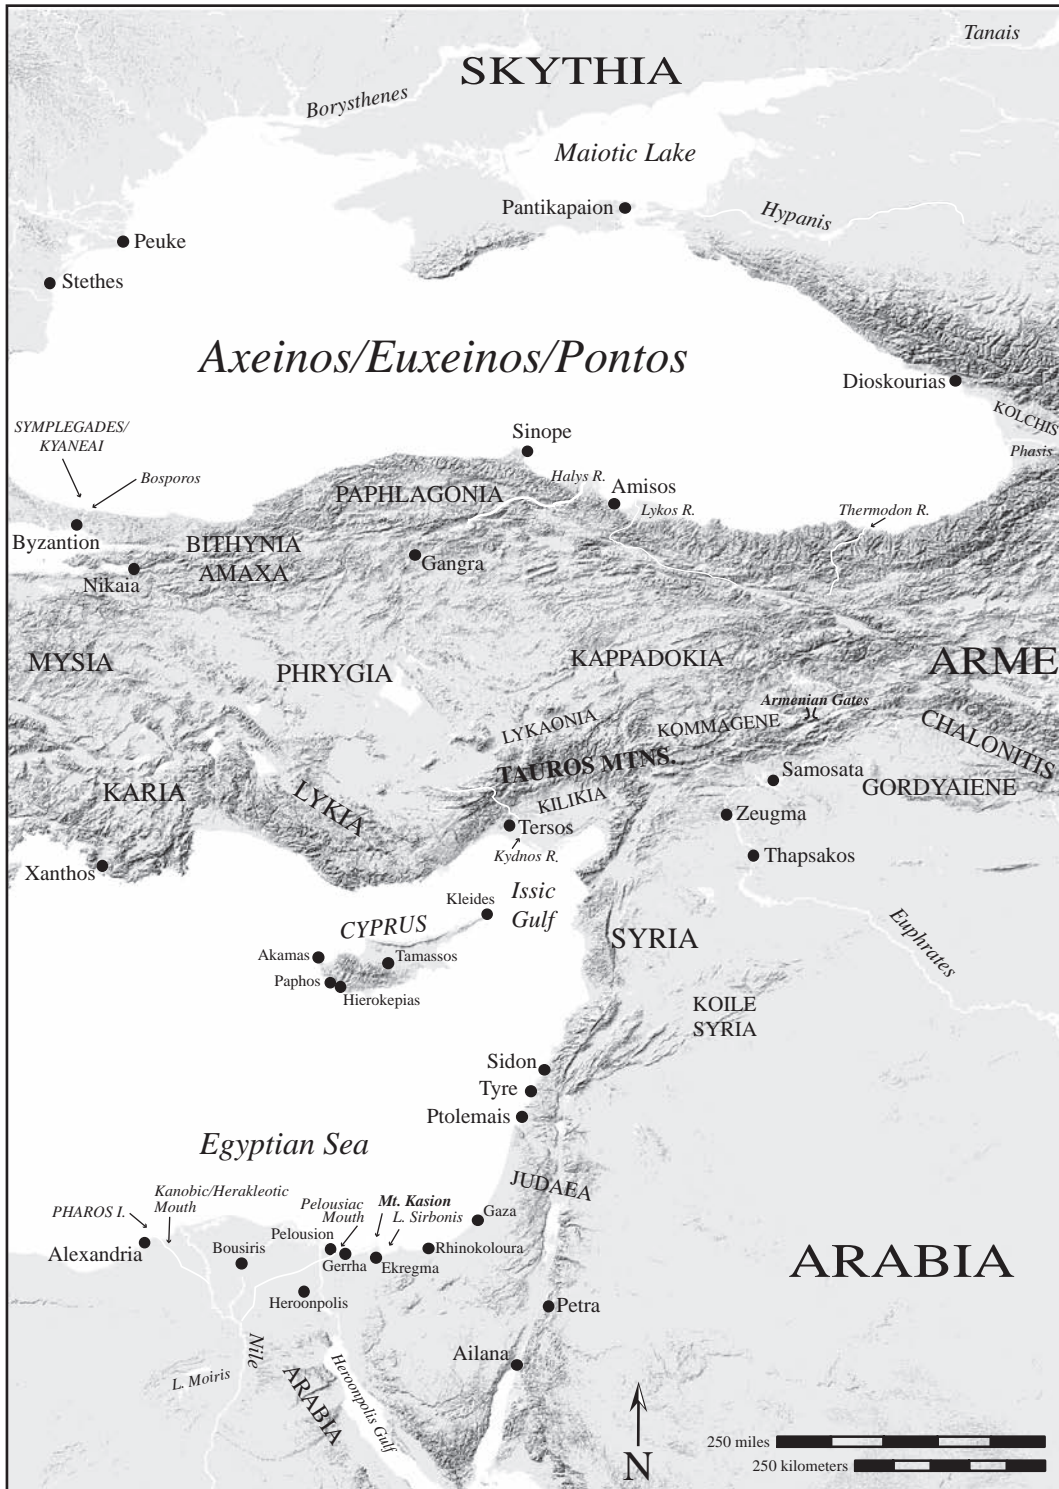 Tanais
SKYTHIA
Borysthenes
Maiotic Lake
Pantikapaion
Hypanis
Peuke
Stethes
Axeinos/Euxeinos/Pontos
Dioskourias
KOLCHIS
SYMPLEGADES/
KYANEAI
Sinope
Phasis
Bosporos
Halys R.
PAPHLAGONIA
Amisos
Lykos R.
Thermodon R.
Byzantion
BITHYNIA
AMAXA
Gangra
Nikaia
MYSIA
PHRYGIA
KAPPADOKIA
ARME
Armenian Gates
LYKAONIA
KOMMAGENE
CHALONITIS
TAUROS MTNS.
Samosata
KARIA
LYKIA
KILIKIA
GORDYAIENE
Zeugma
Tersos
Kydnos R.
Thapsakos
Xanthos
Kleides
Issic
Gulf
CYPRUS
SYRIA
Euphrates
Akamas
Tamassos
Paphos
Hierokepias
KOILE
SYRIA
Sidon
Tyre
Ptolemais
Egyptian Sea
JUDAEA
Kanobic/Herakleotic
Mouth
PHAROS I.
Pelousiac
Mouth
Mt. Kasion
L. Sirbonis
Gaza
Alexandria
Bousiris
Pelousion
Gerrha
Ekregma
Rhinokoloura
ARABIA
Heroonpolis
Petra
Nile
Ailana
L. Moiris
ARABIA
Heroonpolis Gulf
N
250 miles
250 kilometers